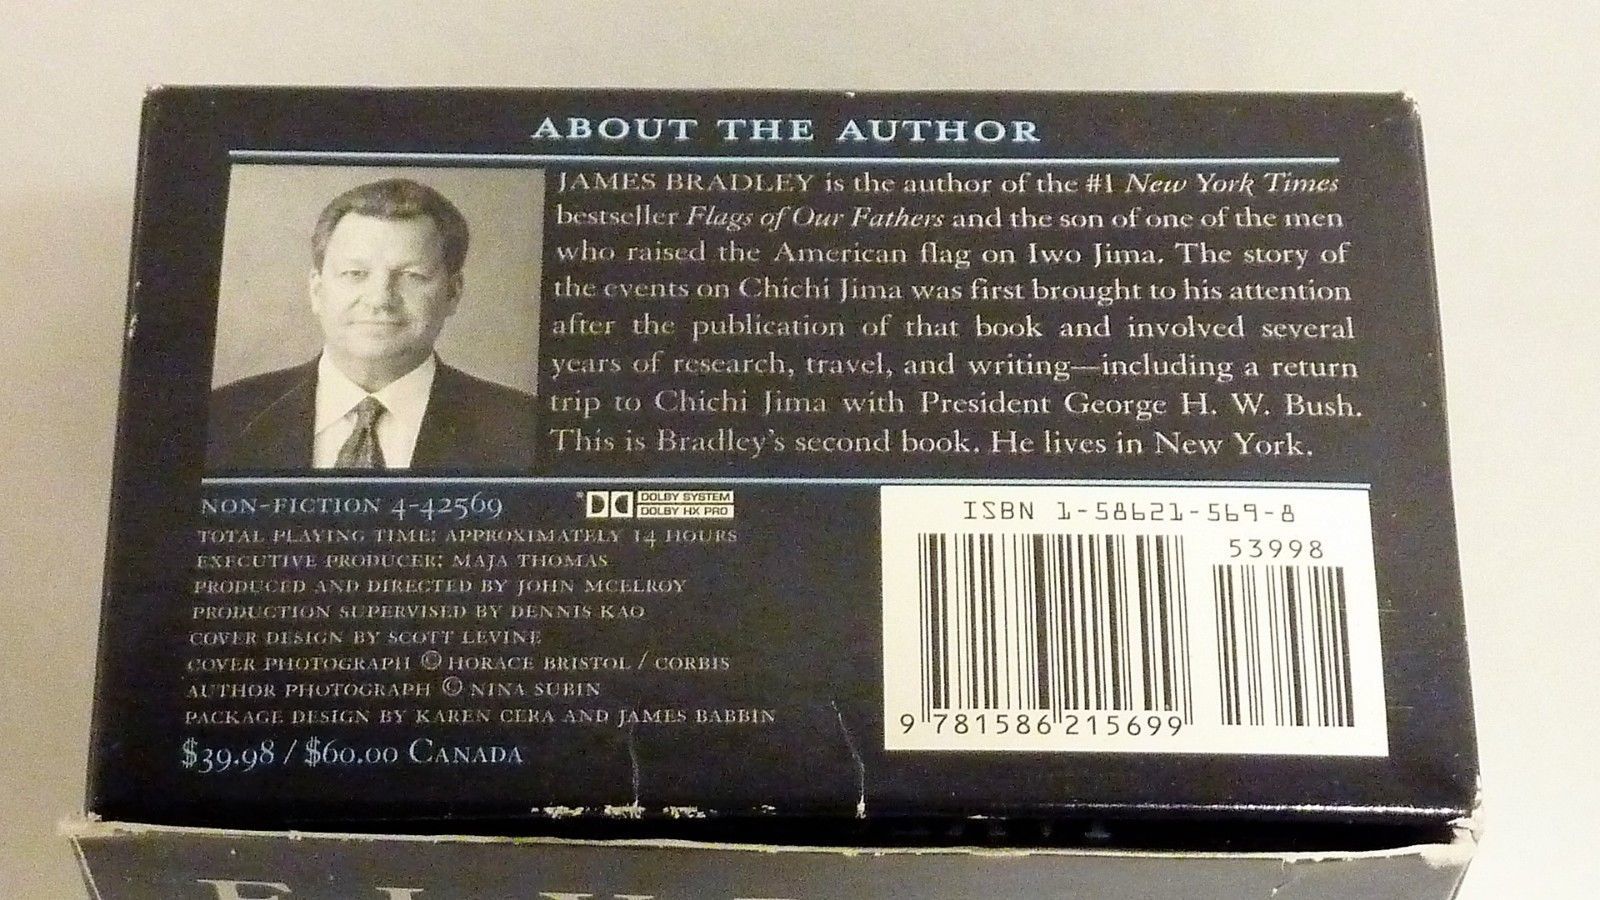 ABOUT THE AUTHOR
JAMES BRADLEY is the author of the #1 New York Times
bestseller Flags of Our Fathers and the son of one of the men
who raised the American flag on Iwo Jima. The story of
the events on Chichi Jima was first brought to his attention
after the publication of that book and involved several
years of research, travel, and writing—including a return
trip to Chichi Jima with President George H. W. Bush.
This is Bradley's second book. He lives in New York.
NON-FICTION 4-42569
DOLBY SYSTEM
DOLBY HX PRO
TOTAL PLAYING TIME: APPROXIMATELY 14 HOURS
EXECUTIVE PRODUCER: MAJA THOMAS
PRODUCED AND DIRECTED BY JOHN MCELROY
PRODUCTION SUPERVISED BY DENNIS KAO
COVER DESIGN BY SCOTT LEVINE
COVER PHOTOGRAPH © HORACE BRISTOL / CORBIS
AUTHOR PHOTOGRAPH © NINA SUBIN
PACKAGE DESIGN BY KAREN CERA AND JAMES BABBIN
$39.98 / $60.00 CANADA
ISBN 1-58621-569-8
53998
9 781586 215699